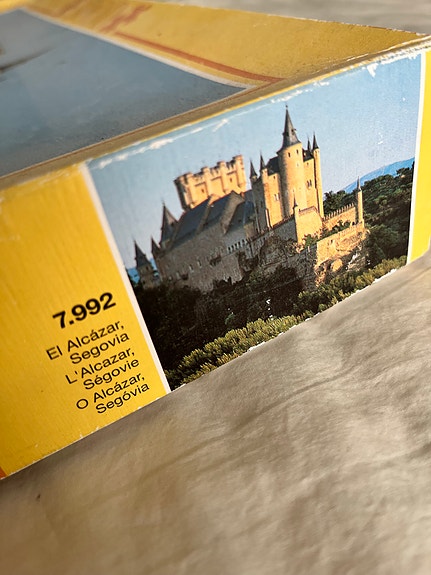 7.992
El Alcázar,
Segovia
L'Alcazar,
Ségovie
O Alcázar,
Segóvia